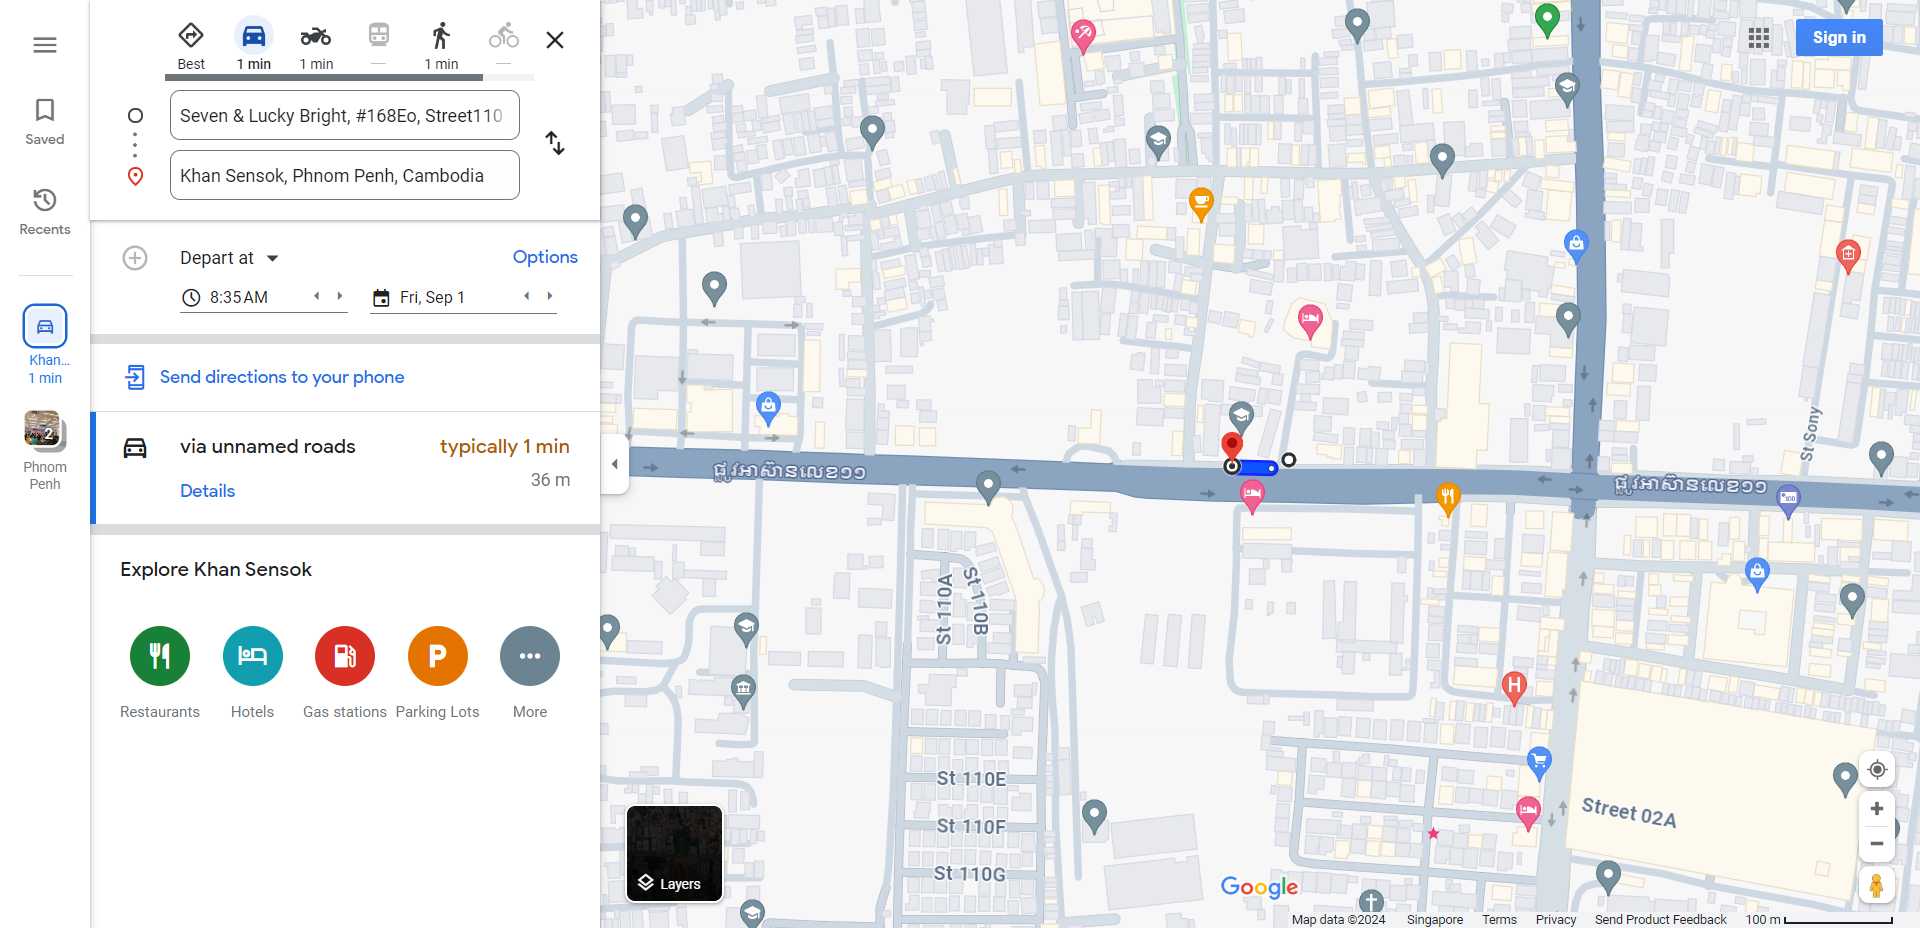 Best
1 min
1 min
1 min
Seven & Lucky Bright, #168Eo, Street110
Khan Sensok, Phnom Penh, Cambodia
Saved
Recents
Khan...
1 min
2
Phnom
Penh
Depart at
Options
8:35 AM
Fri, Sep 1
Send directions to your phone
via unnamed roads
typically 1 min
36 m
Details
Explore Khan Sensok
P
Restaurants
Hotels
Gas stations
Parking Lots
More
Sign in
St Sony
ផ្លូវអាស៊ានលេខ១១
ផ្លូវអាស៊ានលេខ១១
St 110A
St 110B
H
St 110E
St 110F
St 110G
Street 02A
Layers
Google
Map data ©2024
Singapore
Terms
Privacy
Send Product Feedback
100 m